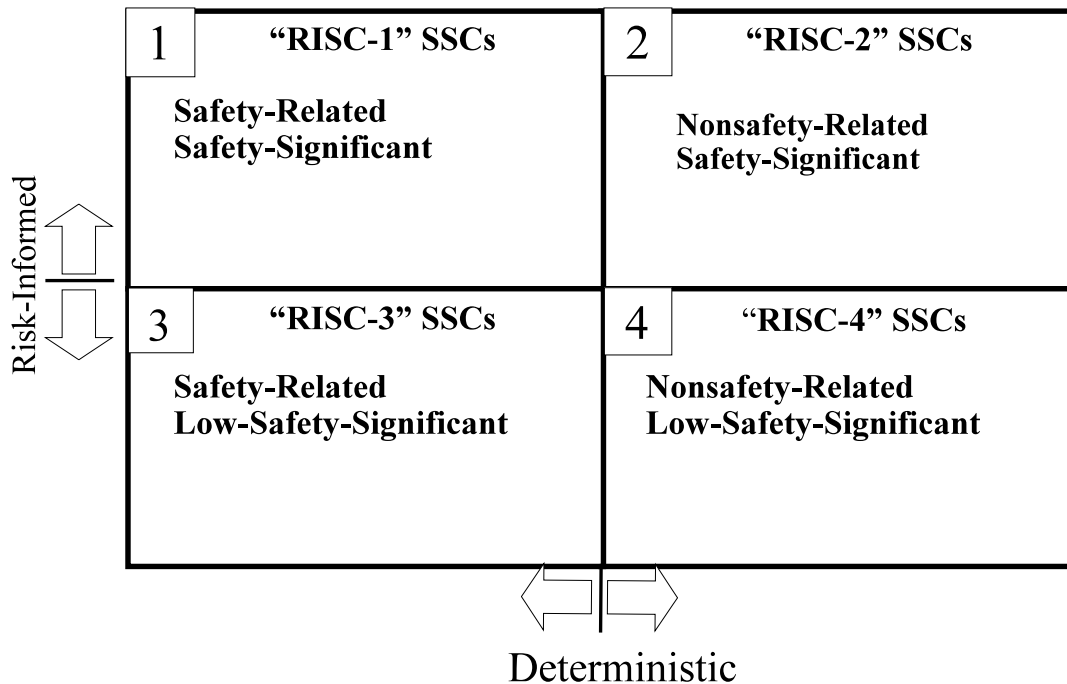 1
“RISC-1” SSCs
Safety-Related
Safety-Significant
2
“RISC-2” SSCs
Nonsafety-Related
Safety-Significant
Risk-Informed
3
“RISC-3” SSCs
Safety-Related
Low-Safety-Significant
4
“RISC-4” SSCs
Nonsafety-Related
Low-Safety-Significant
Deterministic